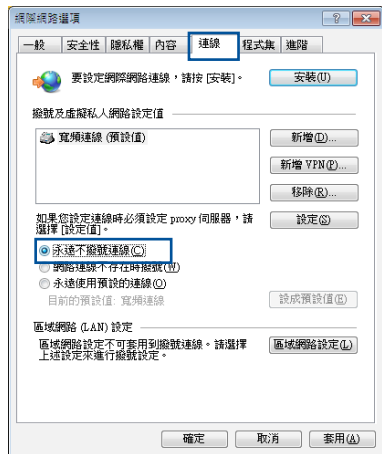 網際網路選項
一般 安全性 隱私權 內容 連線 程式集 進階
要設定網際網路連線，請按 [安裝]。 安裝(U)
撥號及虛擬私人網路設定值
寬頻連線 (預設值) 新增(D)...
新增 VPN(P)...
移除(R)...
如果您設定連線時必須設定 proxy 伺服器，請 設定(S)
選擇 [設定值]。
永遠不撥號連線(C)
網路連線不存在時撥號(W)
永遠使用預設的連線(O)
目前的預設值: 寬頻連線 設成預設值(E)
區域網路 (LAN) 設定
區域網路設定不可套用到撥號連線。請選擇 區域網路設定(L)
上述設定來進行撥號設定。
確定 取消 套用(A)